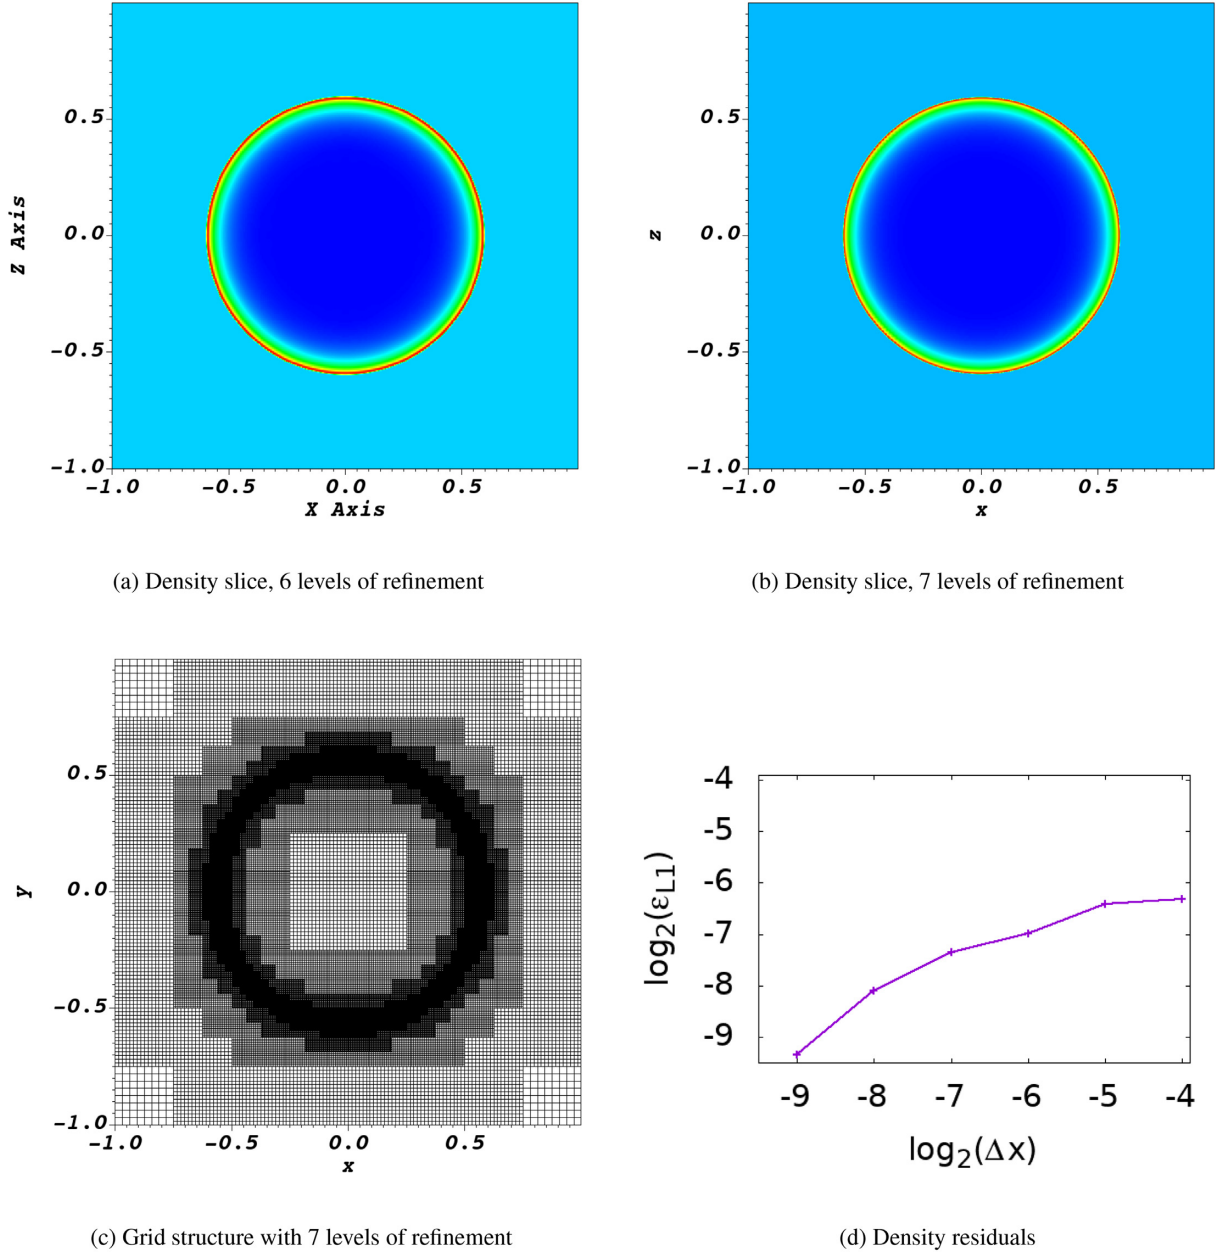 0.5
0.0
-0.5
-1.0
Z Axis
-1.0 -0.5 0.0 0.5
X Axis
(a) Density slice, 6 levels of refinement
0.5
0.0
-0.5
-1.0
z
-1.0 -0.5 0.0 0.5
x
(b) Density slice, 7 levels of refinement
0.5
0.0
-0.5
-1.0
y
-1.0 -0.5 0.0 0.5
x
(c) Grid structure with 7 levels of refinement
-4
-5
-6
-7
-8
-9
log₂(ε_L1)
-9 -8 -7 -6 -5 -4
log₂(Δx)
(d) Density residuals